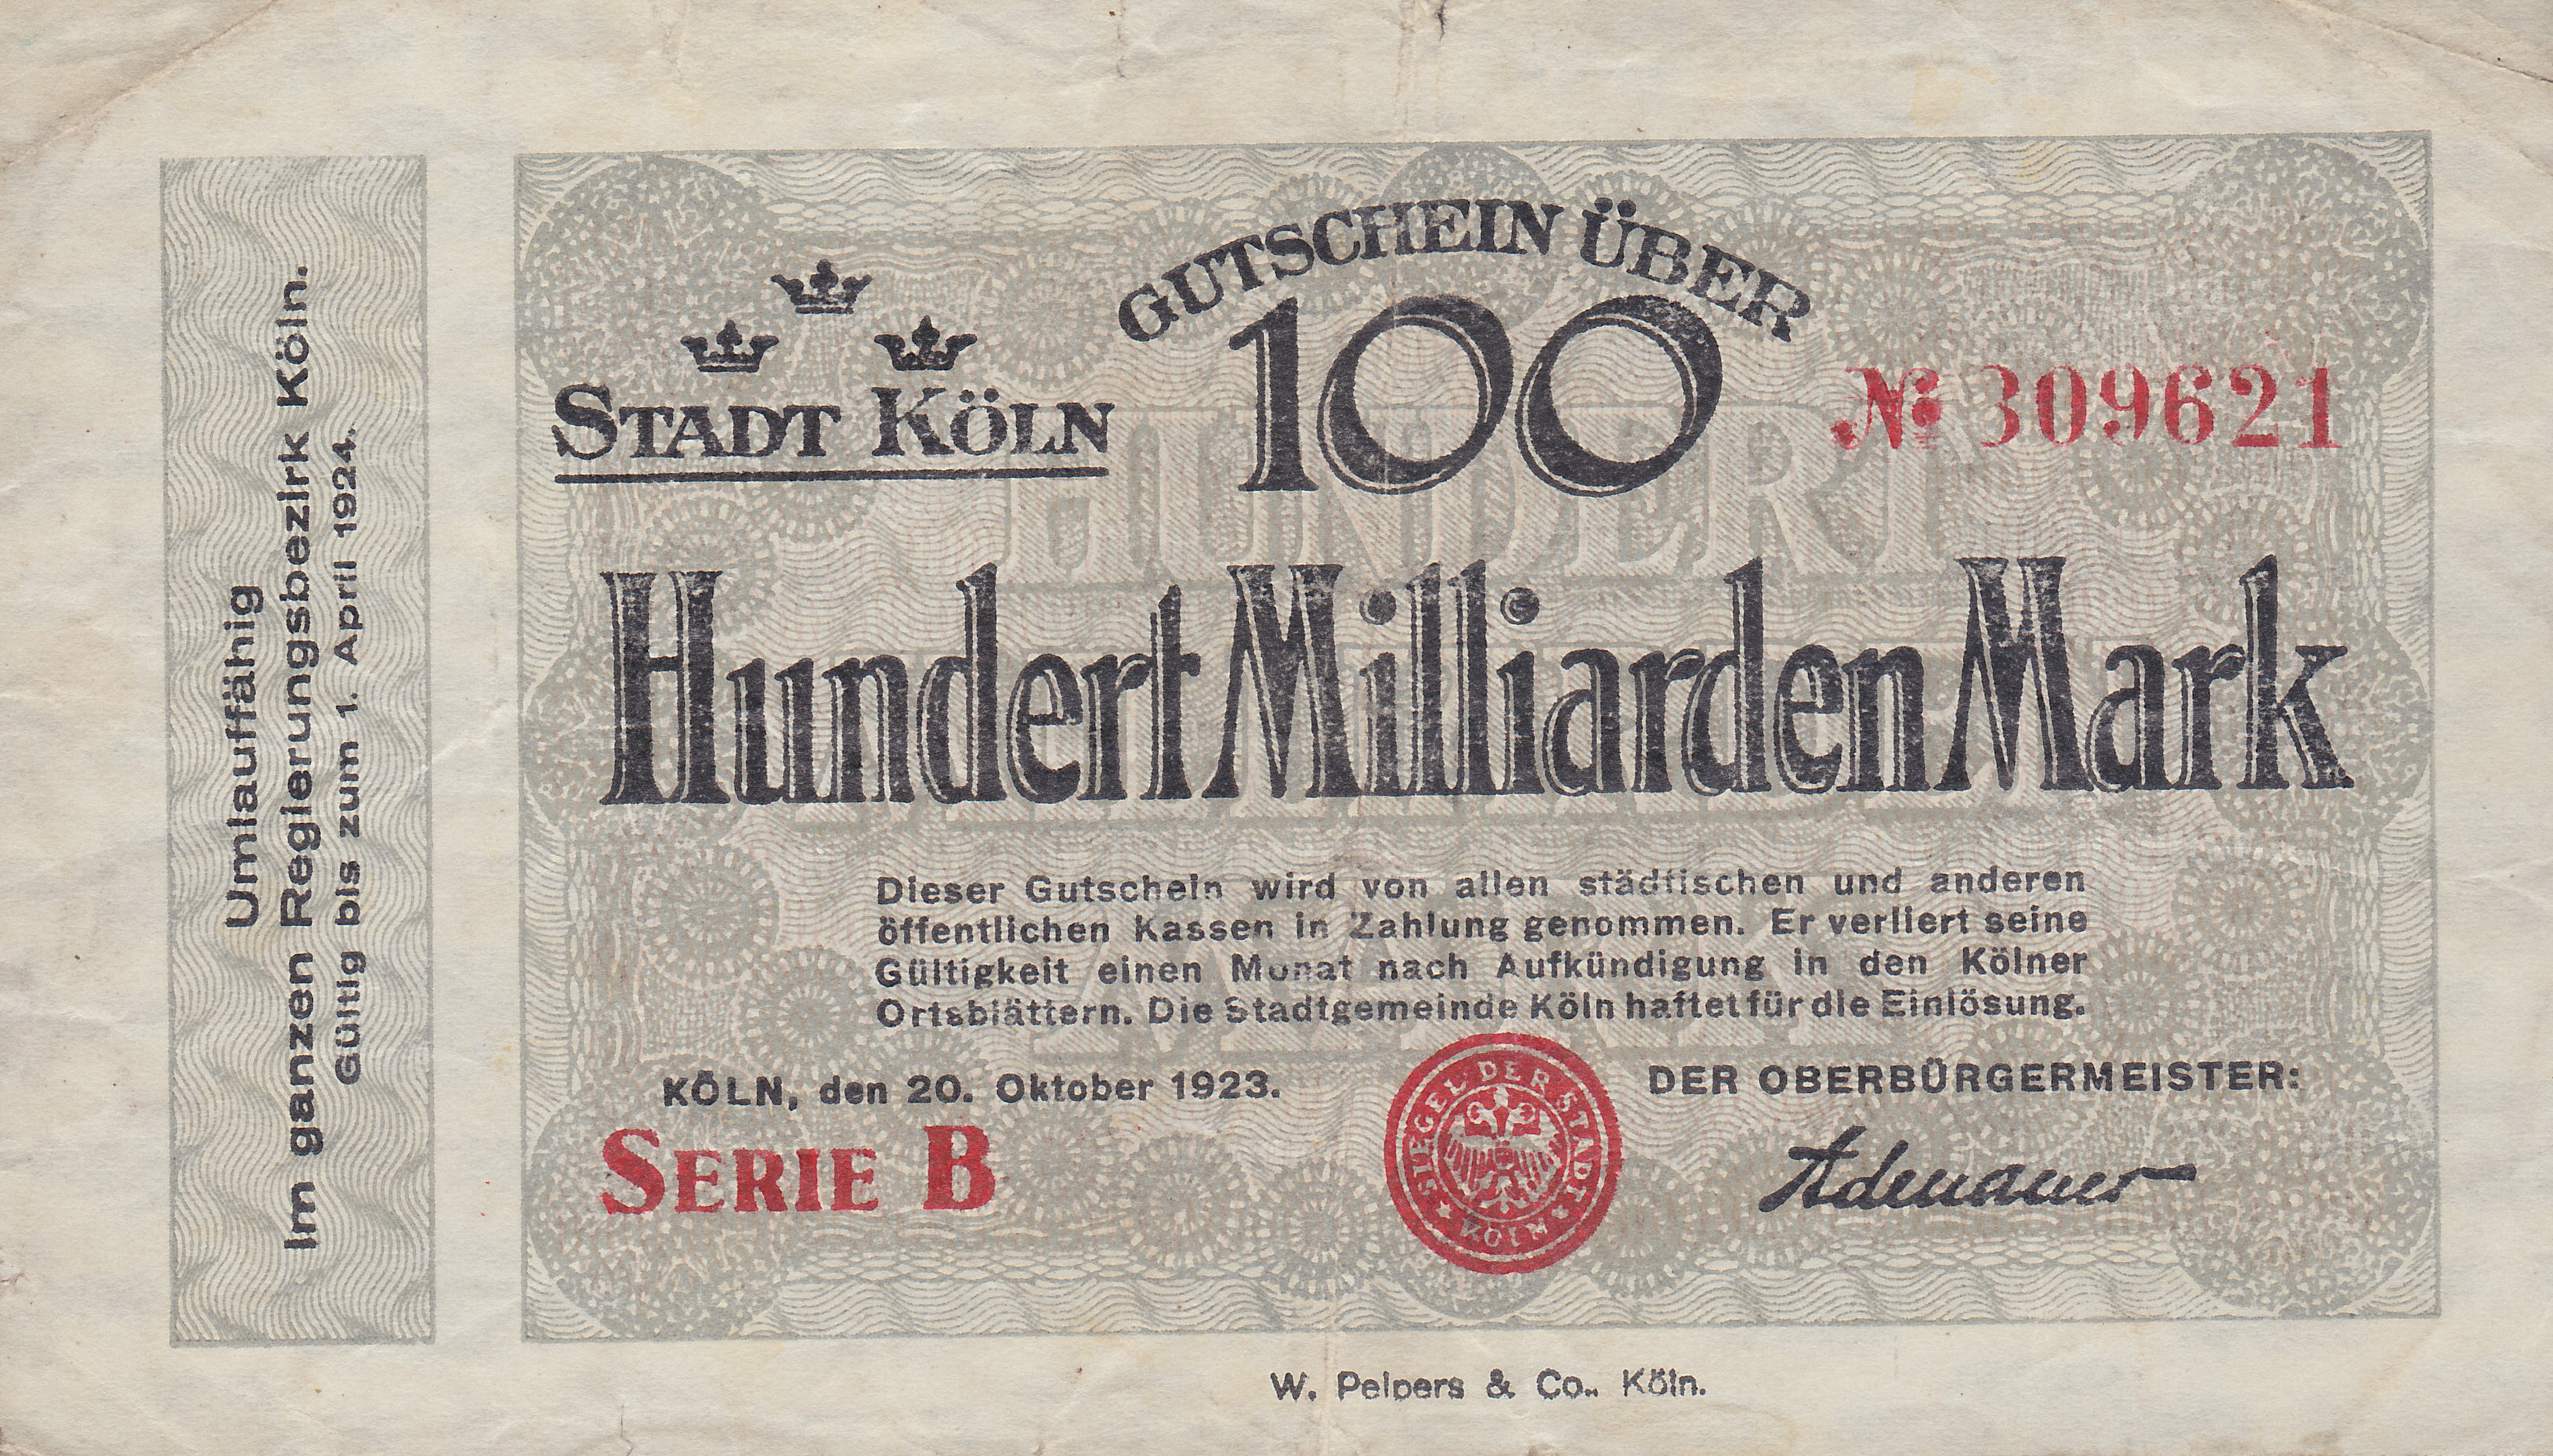 Umlauffähig
Im ganzen Regierungsbezirk Köln.
Gültig bis zum 1. April 1924.
GUTSCHEIN ÜBER
100
STADT KÖLN
№ 309621
HUNDERT
Hundert Milliarden Mark
Dieser Gutschein wird von allen städtischen und anderen
öffentlichen Kassen in Zahlung genommen. Er verliert seine
Gültigkeit einen Monat nach Aufkündigung in den Kölner
Ortsblättern. Die Stadtgemeinde Köln haftet für die Einlösung.
KÖLN, den 20. Oktober 1923.
DER OBERBÜRGERMEISTER:
SERIE B
SIEGEL DER STADT KÖLN
Adenauer
W. Peipers & Co., Köln.